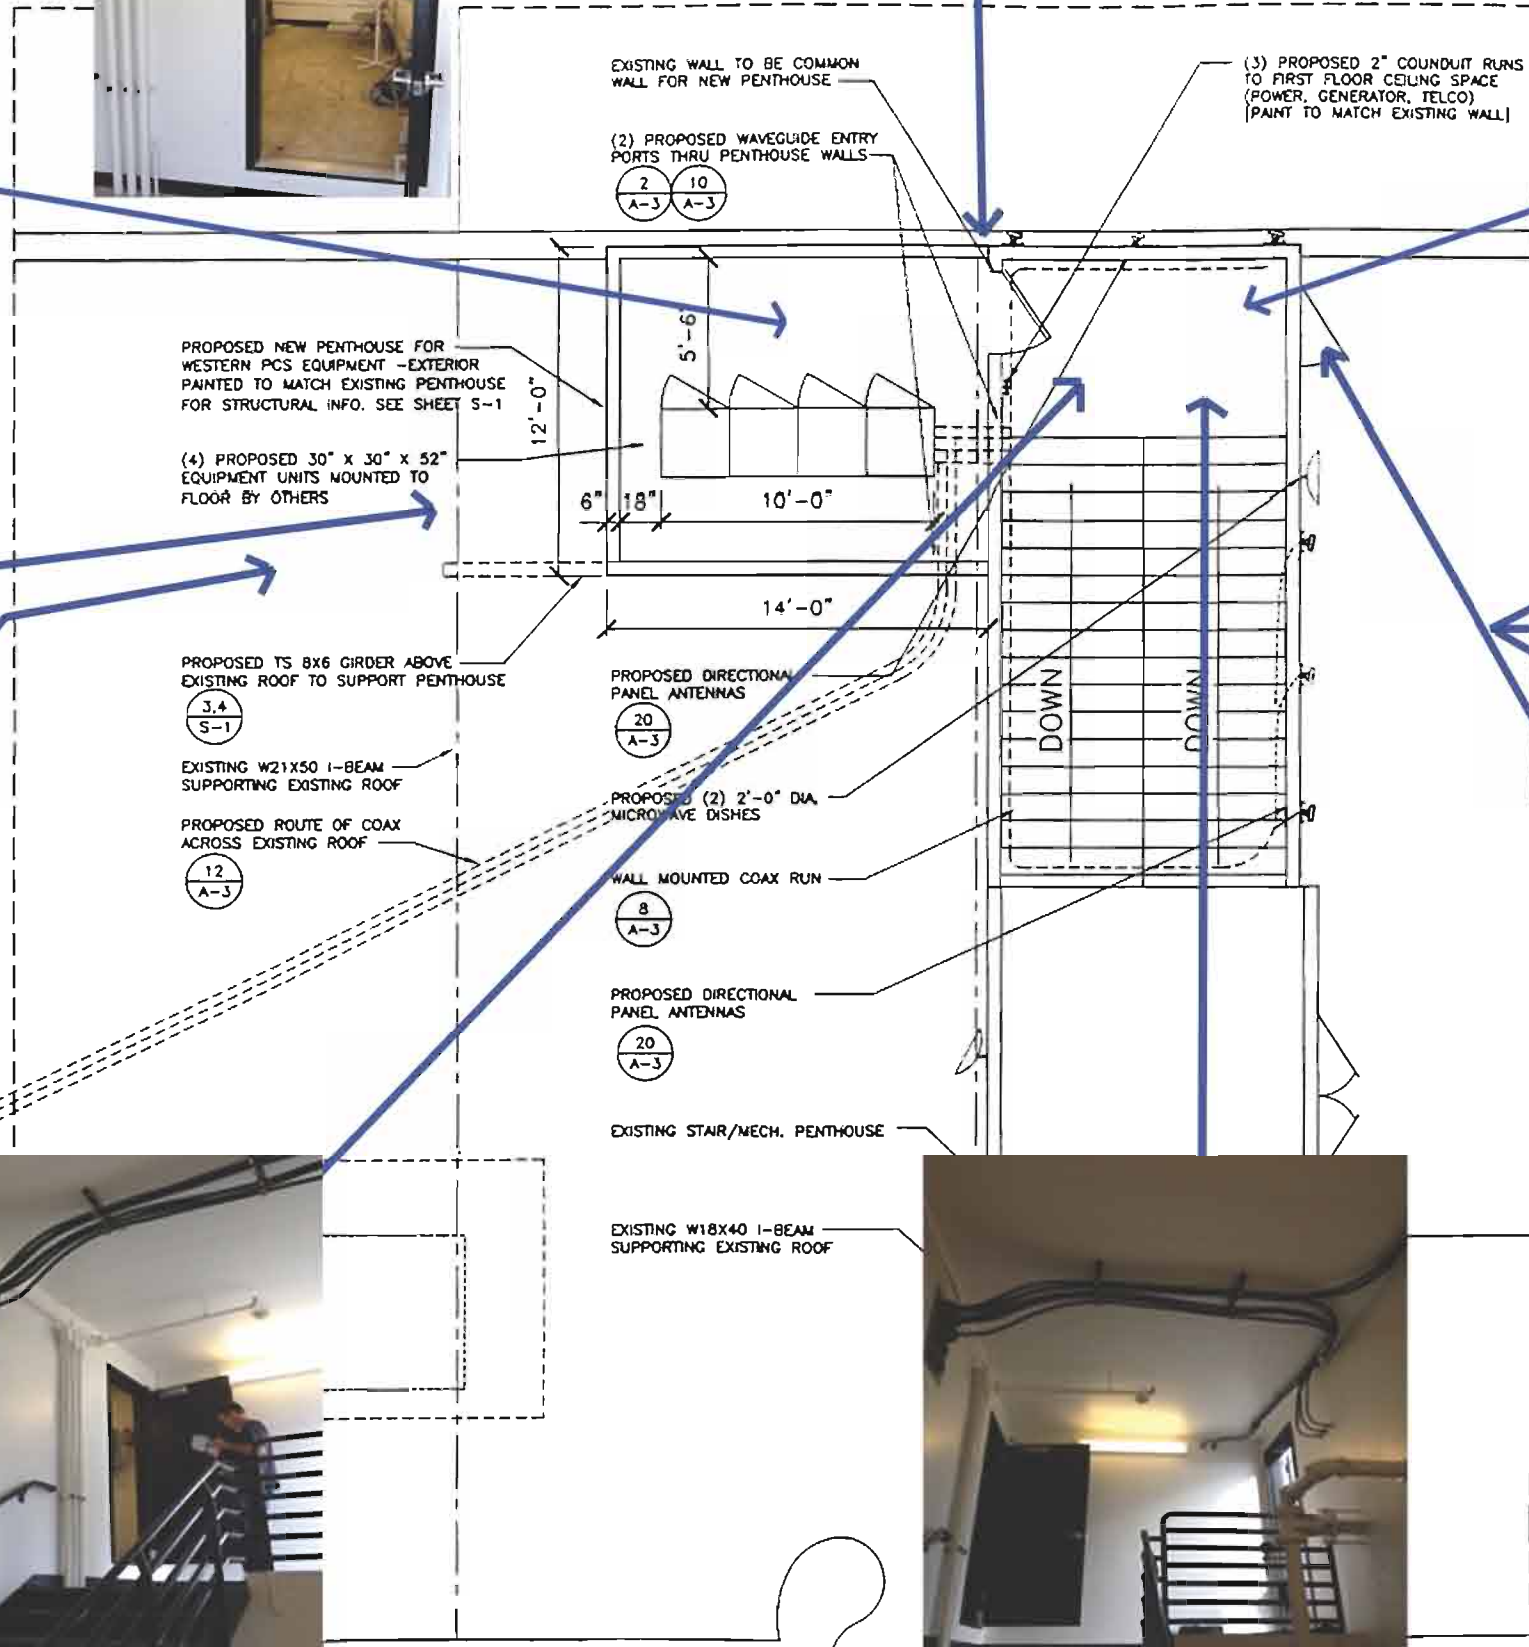 EXISTING WALL TO BE COMMON
WALL FOR NEW PENTHOUSE
(3) PROPOSED 2" COUNDUIT RUNS
TO FIRST FLOOR CEILING SPACE
(POWER, GENERATOR, TELCO)
[PAINT TO MATCH EXISTING WALL]
(2) PROPOSED WAVEGUIDE ENTRY
PORTS THRU PENTHOUSE WALLS
2
A-3
10
A-3
PROPOSED NEW PENTHOUSE FOR
WESTERN PCS EQUIPMENT -EXTERIOR
PAINTED TO MATCH EXISTING PENTHOUSE
FOR STRUCTURAL INFO. SEE SHEET S-1
5'-6"
12'-0"
(4) PROPOSED 30" X 30" X 52"
EQUIPMENT UNITS MOUNTED TO
FLOOR BY OTHERS
6"
18"
10'-0"
14'-0"
PROPOSED TS 8X6 GIRDER ABOVE
EXISTING ROOF TO SUPPORT PENTHOUSE
3,4
S-1
PROPOSED DIRECTIONAL
PANEL ANTENNAS
20
A-3
DOWN
DOWN
EXISTING W21X50 I-BEAM
SUPPORTING EXISTING ROOF
PROPOSED (2) 2'-0" DIA.
MICROWAVE DISHES
PROPOSED ROUTE OF COAX
ACROSS EXISTING ROOF
12
A-3
WALL MOUNTED COAX RUN
8
A-3
PROPOSED DIRECTIONAL
PANEL ANTENNAS
20
A-3
EXISTING STAIR/MECH. PENTHOUSE
EXISTING W18X40 I-BEAM
SUPPORTING EXISTING ROOF